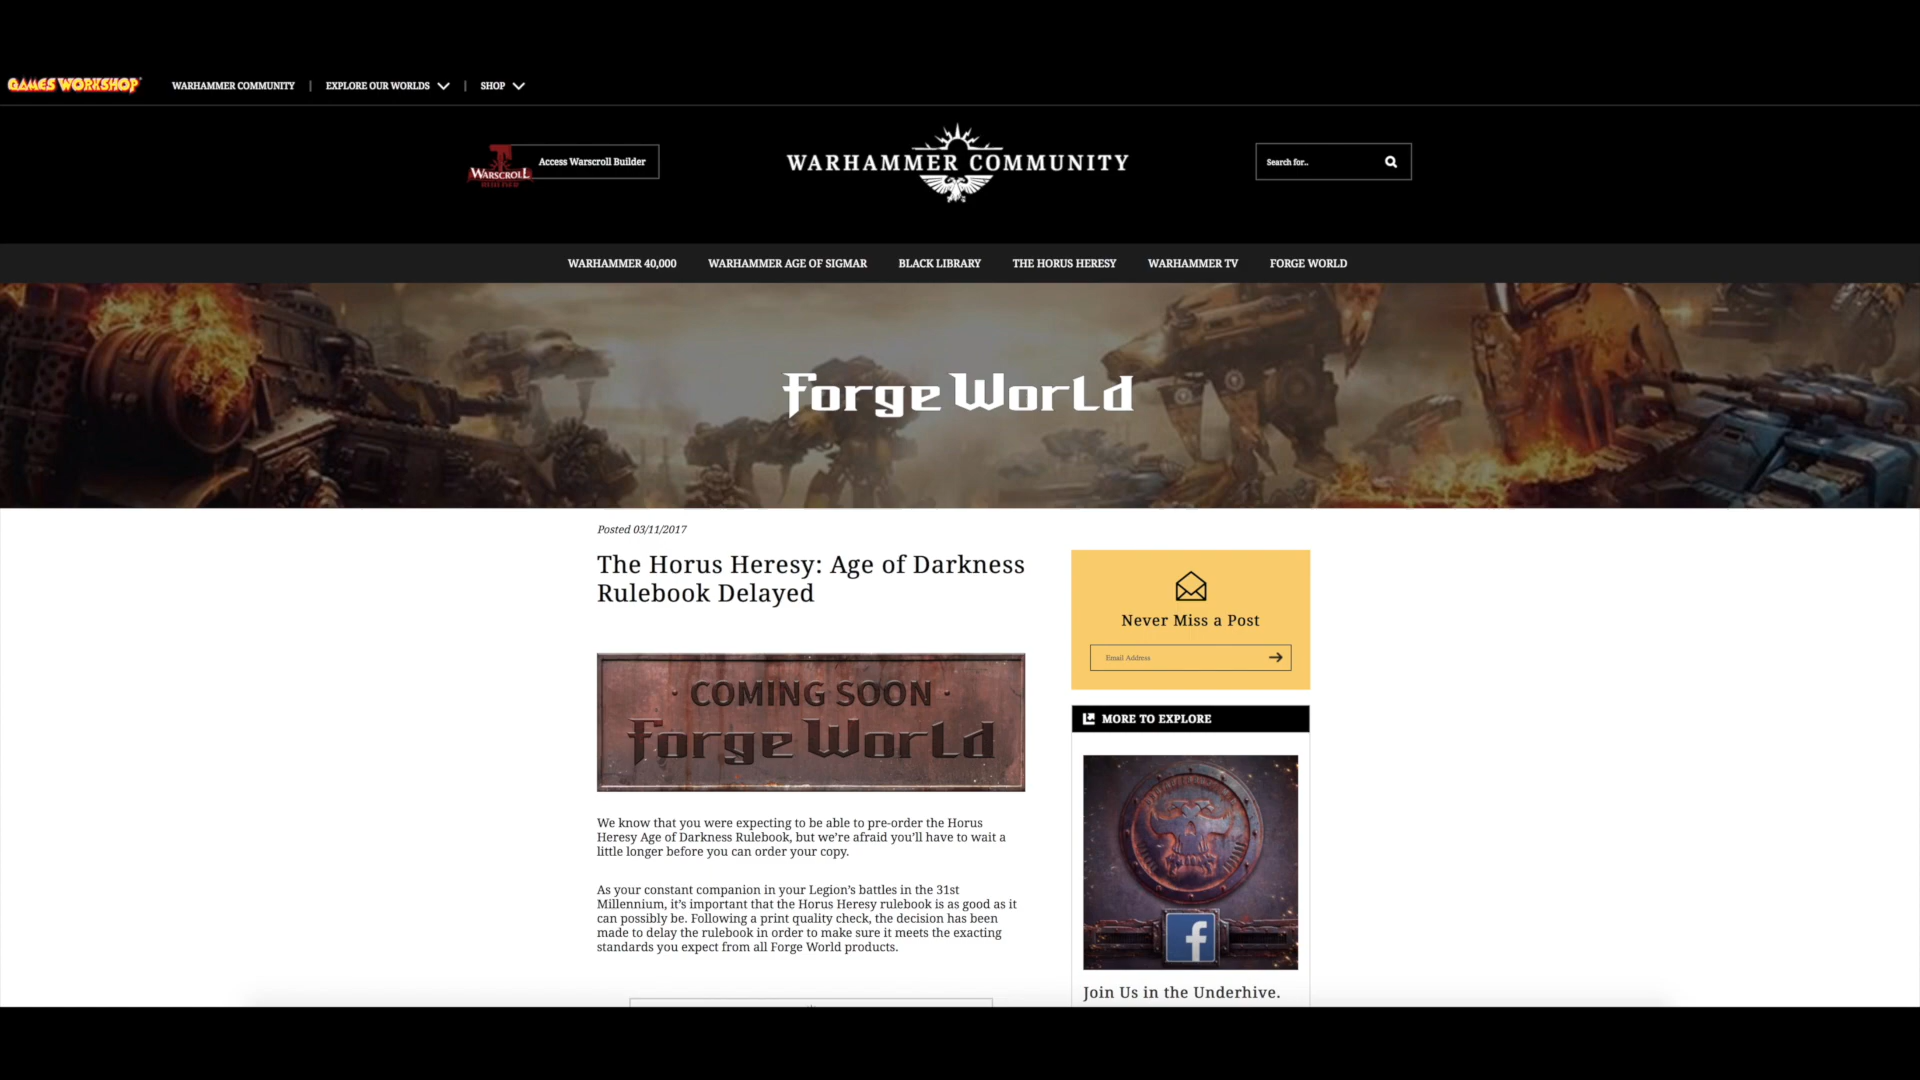 GAMES WORKSHOP
WARHAMMER COMMUNITY | EXPLORE OUR WORLDS | SHOP
WARSCROLL
BUILDER
Access Warscroll Builder
WARHAMMER COMMUNITY
Search for..
WARHAMMER 40,000 WARHAMMER AGE OF SIGMAR BLACK LIBRARY THE HORUS HERESY WARHAMMER TV FORGE WORLD
Forge World
Posted 03/11/2017
The Horus Heresy: Age of Darkness
Rulebook Delayed
· COMING SOON ·
Forge World
We know that you were expecting to be able to pre-order the Horus
Heresy Age of Darkness Rulebook, but we’re afraid you’ll have to wait a
little longer before you can order your copy.
As your constant companion in your Legion’s battles in the 31st
Millennium, it’s important that the Horus Heresy rulebook is as good as it
can possibly be. Following a print quality check, the decision has been
made to delay the rulebook in order to make sure it meets the exacting
standards you expect from all Forge World products.
Never Miss a Post
Email Address
MORE TO EXPLORE
f
Join Us in the Underhive.